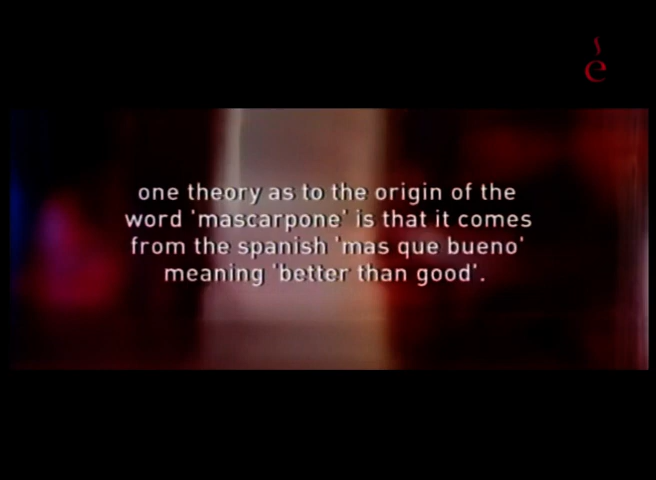 e
one theory as to the origin of the
word 'mascarpone' is that it comes
from the spanish 'mas que bueno'
meaning 'better than good'.